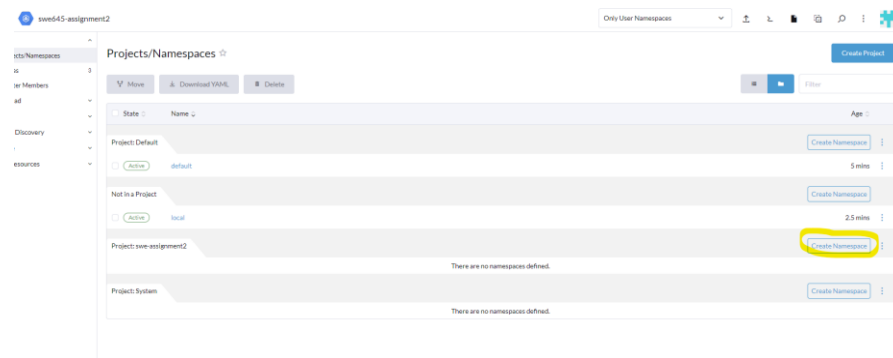 swe645-assignment2
Only User Namespaces
ects/Namespaces
3
er Members
ad
Discovery
esources
Projects/Namespaces
Create Project
Move
Download YAML
Delete
Filter
State
Name
Age
Project: Default
Create Namespace
Active
default
5 mins
Not in a Project
Create Namespace
Active
local
2.5 mins
Project: swe-assignment2
Create Namespace
There are no namespaces defined.
Project: System
Create Namespace
There are no namespaces defined.